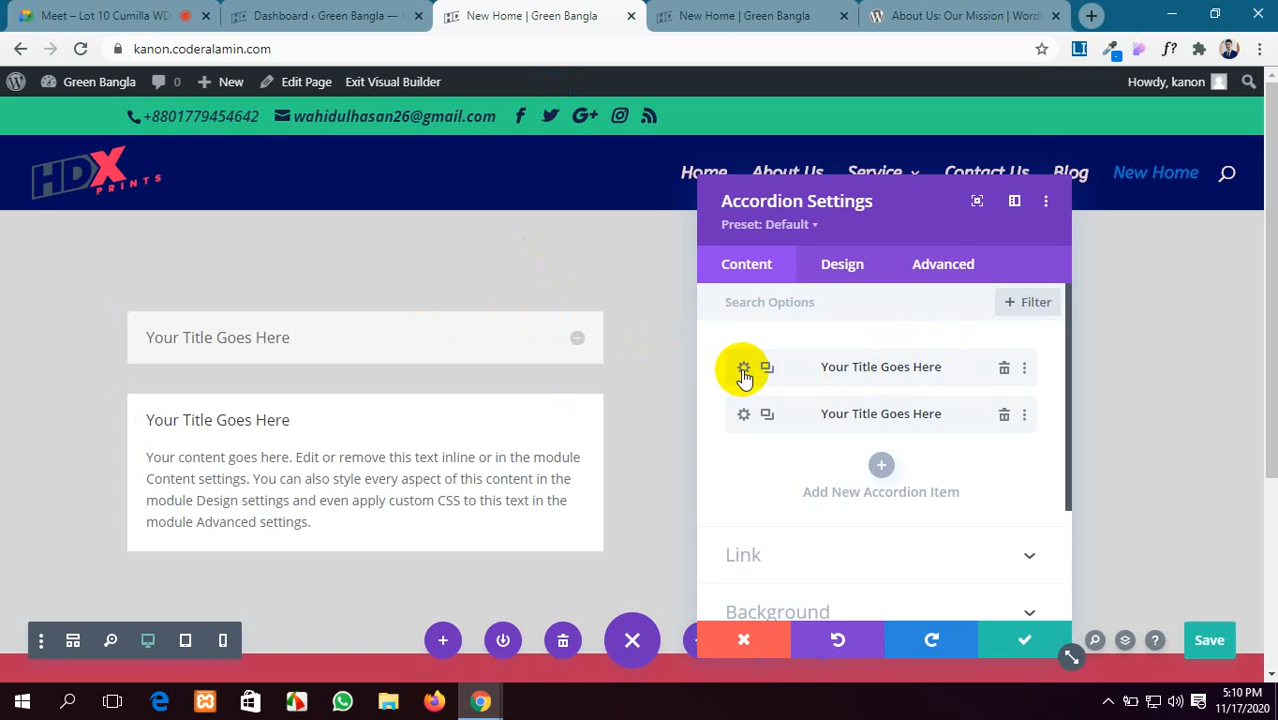 Meet – Lot 10 Cumilla WD
Dashboard ‹ Green Bangla —
New Home | Green Bangla
New Home | Green Bangla
About Us: Our Mission | Word
kanon.coderalamin.com
Green Bangla
0
New
Edit Page
Exit Visual Builder
Howdy, kanon
+8801779454642
wahidulhasan26@gmail.com
HDX
PRINTS
Home
About Us
Service
Contact Us
Blog
New Home
Accordion Settings
Preset: Default
Content
Design
Advanced
Search Options
+ Filter
Your Title Goes Here
Your Title Goes Here
Add New Accordion Item
Link
Background
Your Title Goes Here
Your Title Goes Here
Your content goes here. Edit or remove this text inline or in the module
Content settings. You can also style every aspect of this content in the
module Design settings and even apply custom CSS to this text in the
module Advanced settings.
Save
5:10 PM
11/17/2020